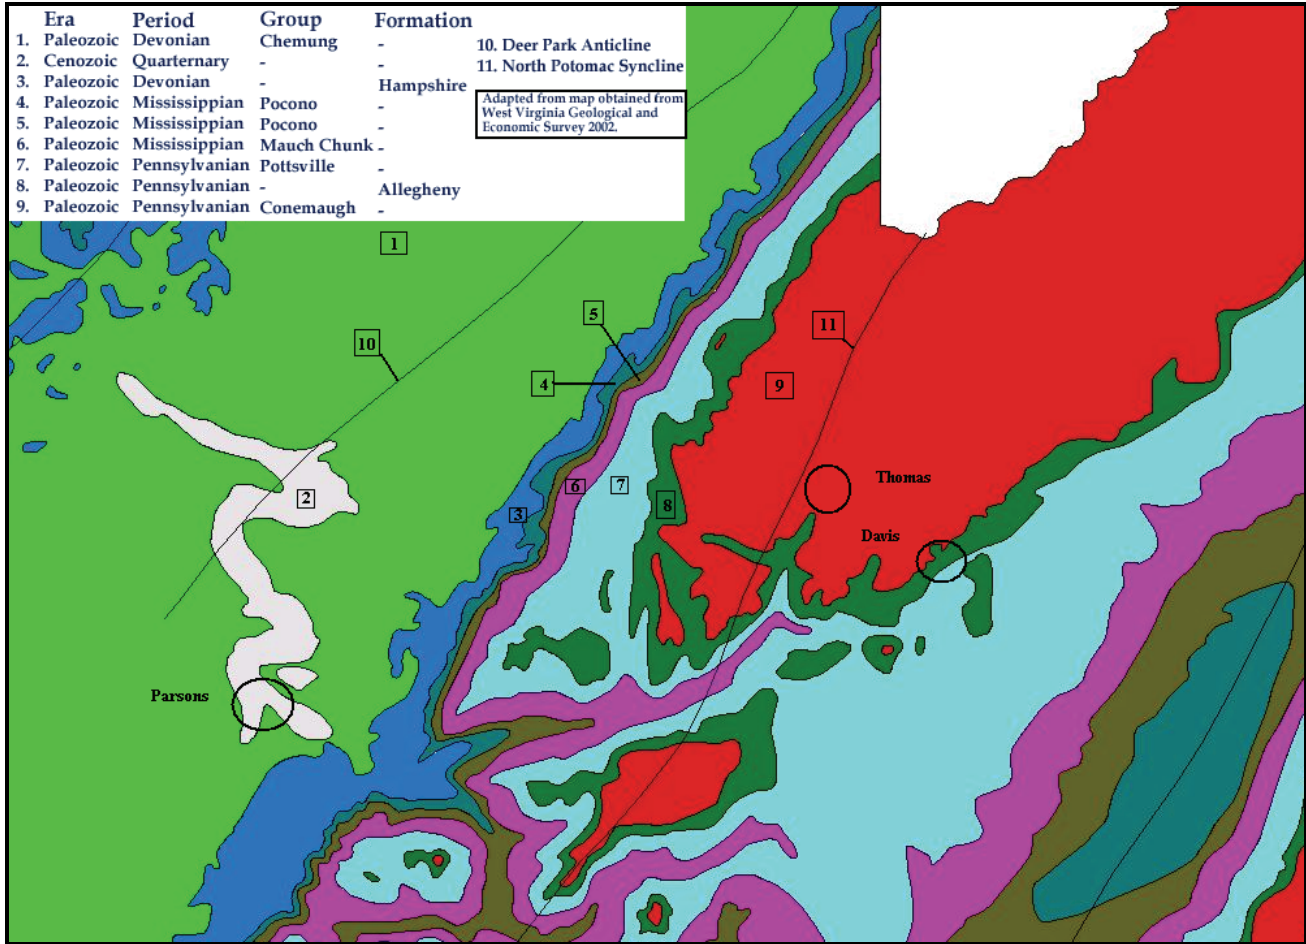 Era Period Group Formation
1. Paleozoic Devonian Chemung -
2. Cenozoic Quarternary - -
3. Paleozoic Devonian - Hampshire
4. Paleozoic Mississippian Pocono -
5. Paleozoic Mississippian Pocono -
6. Paleozoic Mississippian Mauch Chunk -
7. Paleozoic Pennsylvanian Pottsville -
8. Paleozoic Pennsylvanian - Allegheny
9. Paleozoic Pennsylvanian Conemaugh -
10. Deer Park Anticline
11. North Potomac Syncline
Adapted from map obtained from
West Virginia Geological and
Economic Survey 2002.
1
5
11
10
4
9
Thomas
6
7
2
8
3
Davis
Parsons